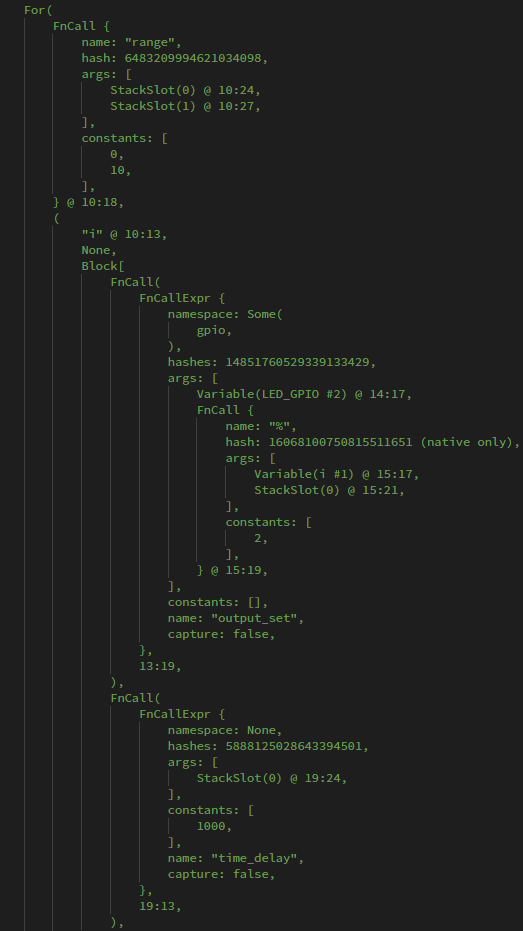 For(
    FnCall {
        name: "range",
        hash: 6483209994621034098,
        args: [
            StackSlot(0) @ 10:24,
            StackSlot(1) @ 10:27,
        ],
        constants: [
            0,
            10,
        ],
    } @ 10:18,
    (
        "i" @ 10:13,
        None,
        Block[
            FnCall(
                FnCallExpr {
                    namespace: Some(
                        gpio,
                    ),
                    hashes: 14851760529339133429,
                    args: [
                        Variable(LED_GPIO #2) @ 14:17,
                        FnCall {
                            name: "%",
                            hash: 16068100750815511651 (native only),
                            args: [
                                Variable(i #1) @ 15:17,
                                StackSlot(0) @ 15:21,
                            ],
                            constants: [
                                2,
                            ],
                        } @ 15:19,
                    ],
                    constants: [],
                    name: "output_set",
                    capture: false,
                },
                13:19,
            ),
            FnCall(
                FnCallExpr {
                    namespace: None,
                    hashes: 5888125028643394501,
                    args: [
                        StackSlot(0) @ 19:24,
                    ],
                    constants: [
                        1000,
                    ],
                    name: "time_delay",
                    capture: false,
                },
                19:13,
            ),